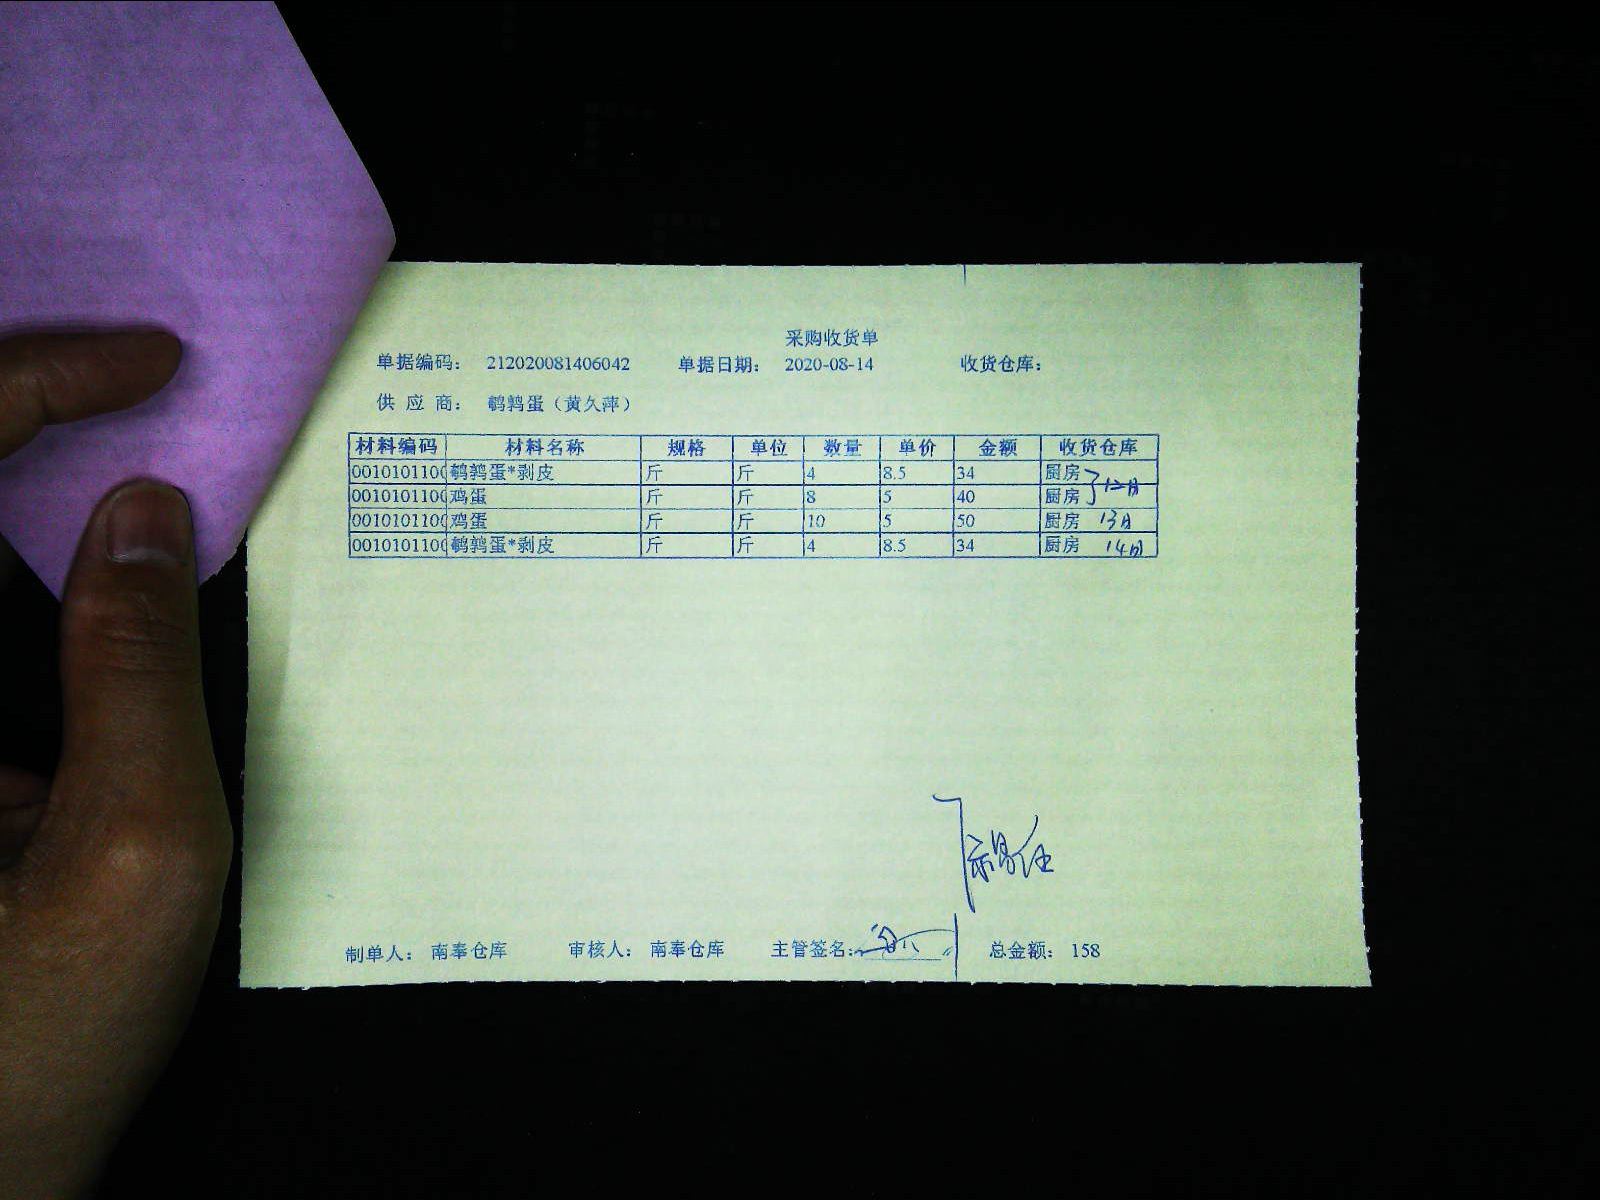 采购收货单
单据编码： 212020081406042 单据日期： 2020-08-14 收货仓库：
供 应 商： 鹌鹑蛋（黄久萍）
材料编码 材料名称 规格 单位 数量 单价 金额 收货仓库
0010101100 鹌鹑蛋*剥皮 斤 斤 4 8.5 34 厨房
0010101100 鸡蛋 斤 斤 8 5 40 厨房 12日
0010101100 鸡蛋 斤 斤 10 5 50 厨房 13日
0010101100 鹌鹑蛋*剥皮 斤 斤 4 8.5 34 厨房 14日
制单人： 南奉仓库 审核人： 南奉仓库 主管签名： 总金额： 158